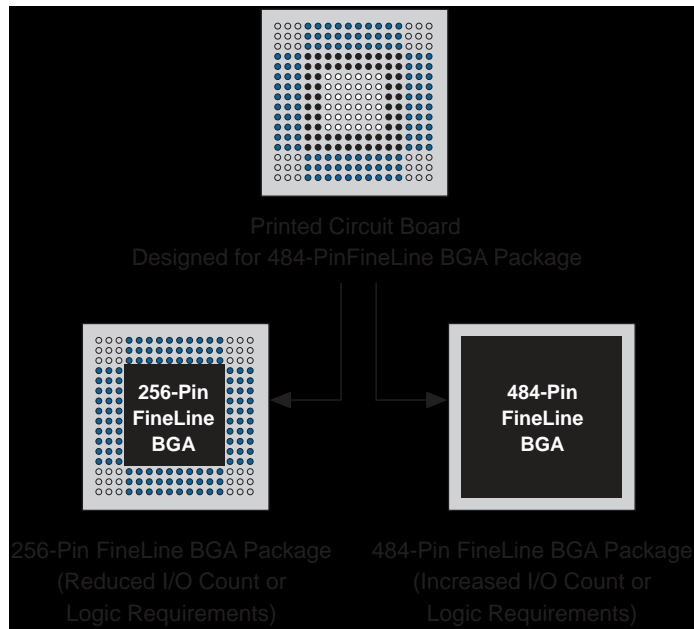 Printed Circuit Board
Designed for 484-PinFineLine BGA Package
256-Pin
FineLine
BGA
484-Pin
FineLine
BGA
256-Pin FineLine BGA Package
(Reduced I/O Count or
Logic Requirements)
484-Pin FineLine BGA Package
(Increased I/O Count or
Logic Requirements)